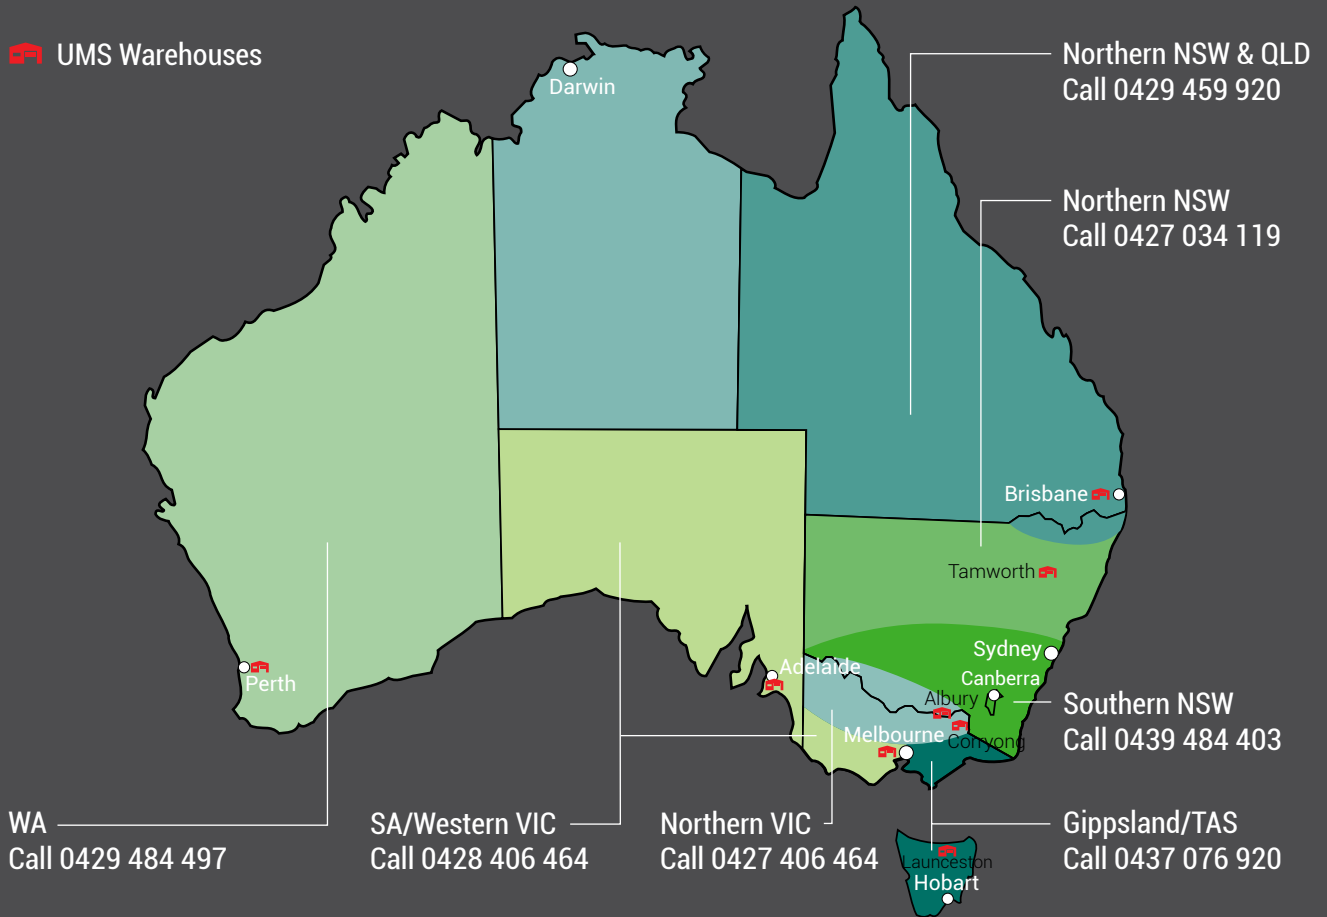 UMS Warehouses
Darwin
Northern NSW & QLD
Call 0429 459 920
Northern NSW
Call 0427 034 119
Brisbane
Tamworth
Sydney
Canberra
Perth
Adelaide
Albury
Melbourne
Corryong
Southern NSW
Call 0439 484 403
WA
Call 0429 484 497
SA/Western VIC
Call 0428 406 464
Northern VIC
Call 0427 406 464
Gippsland/TAS
Call 0437 076 920
Launceston
Hobart